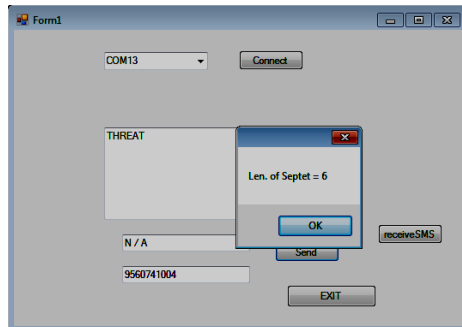 Form1
COM13
Connect
THREAT
Len. of Septet = 6
OK
N / A
Send
receiveSMS
9560741004
EXIT